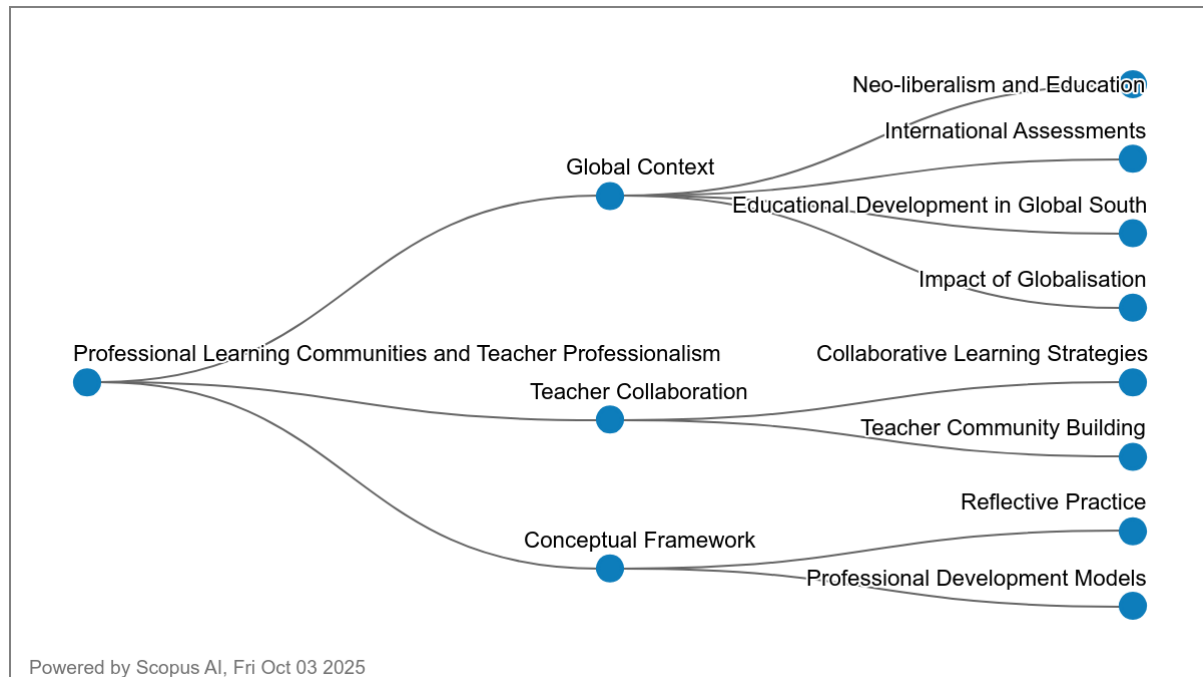 Neo-liberalism and Education
International Assessments
Global Context
Educational Development in Global South
Impact of Globalisation
Professional Learning Communities and Teacher Professionalism
Collaborative Learning Strategies
Teacher Collaboration
Teacher Community Building
Reflective Practice
Conceptual Framework
Professional Development Models
Powered by Scopus AI, Fri Oct 03 2025